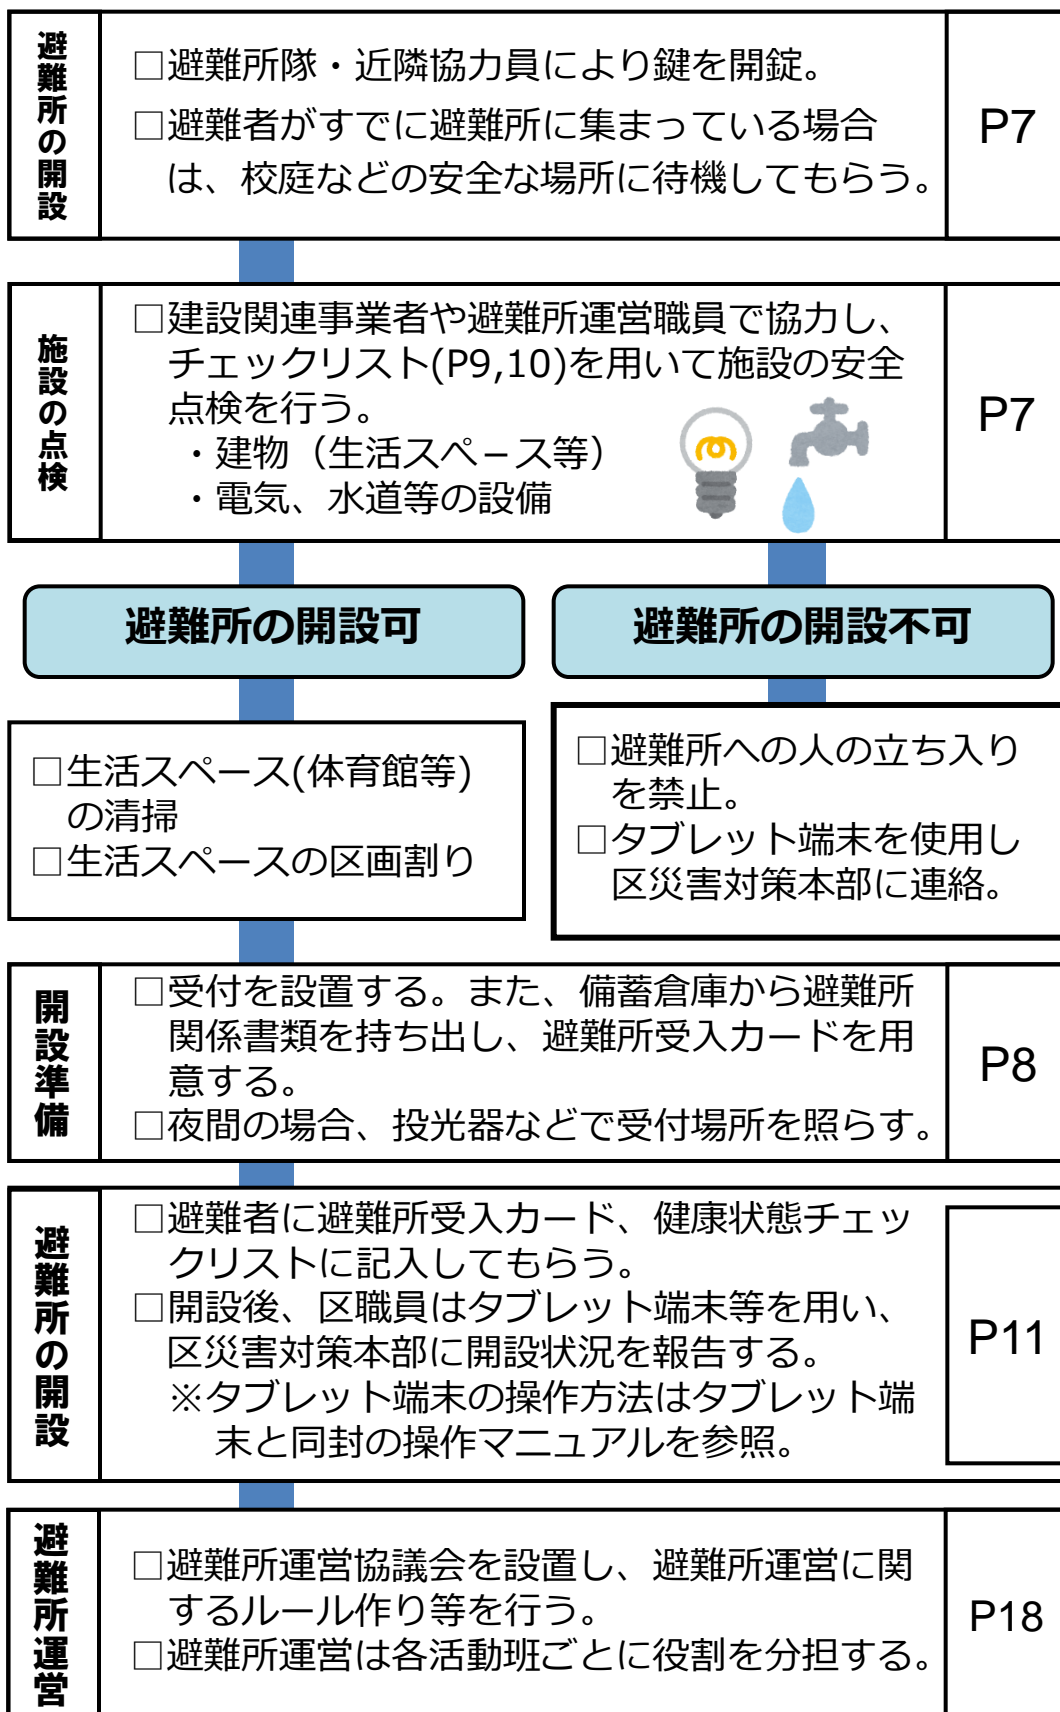 避難所の開設
□避難所隊・近隣協力員により鍵を開錠。
□避難者がすでに避難所に集まっている場合
は、校庭などの安全な場所に待機してもらう。
P7
施設の点検
□建設関連事業者や避難所運営職員で協力し、
チェックリスト(P9,10)を用いて施設の安全
点検を行う。
・建物（生活スペ－ス等）
・電気、水道等の設備
P7
避難所の開設可
避難所の開設不可
□生活スペース(体育館等)
の清掃
□生活スペースの区画割り
□避難所への人の立ち入り
を禁止。
□タブレット端末を使用し
区災害対策本部に連絡。
開設準備
□受付を設置する。また、備蓄倉庫から避難所
関係書類を持ち出し、避難所受入カードを用
意する。
□夜間の場合、投光器などで受付場所を照らす。
P8
避難所の開設
□避難者に避難所受入カード、健康状態チェッ
クリストに記入してもらう。
□開設後、区職員はタブレット端末等を用い、
区災害対策本部に開設状況を報告する。
※タブレット端末の操作方法はタブレット端
末と同封の操作マニュアルを参照。
P11
避難所運営
□避難所運営協議会を設置し、避難所運営に関
するルール作り等を行う。
□避難所運営は各活動班ごとに役割を分担する。
P18